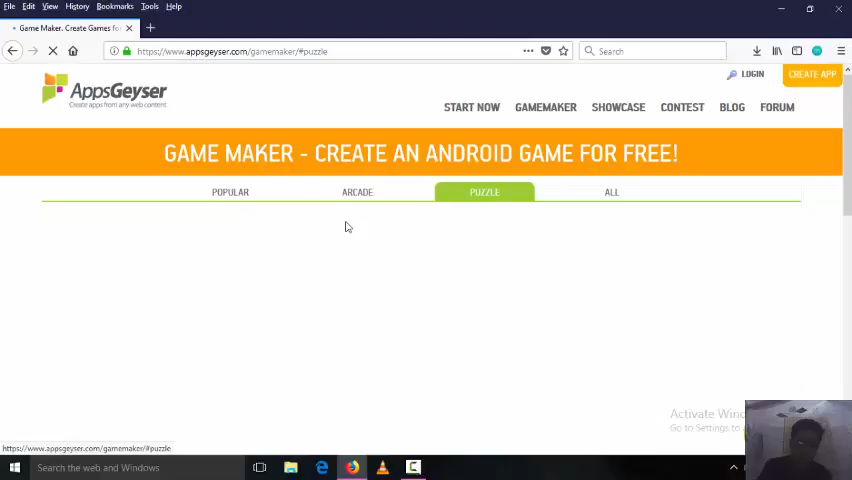 File Edit View History Bookmarks Tools Help
Game Maker. Create Games fo
https://www.appsgeyser.com/gamemaker/#puzzle
Search
AppsGeyser
Create apps from any web content
LOGIN
CREATE APP
START NOW GAMEMAKER SHOWCASE CONTEST BLOG FORUM
GAME MAKER - CREATE AN ANDROID GAME FOR FREE!
POPULAR ARCADE PUZZLE ALL
Activate Win
Go to Settings to
https://www.appsgeyser.com/gamemaker/#puzzle
Search the web and Windows